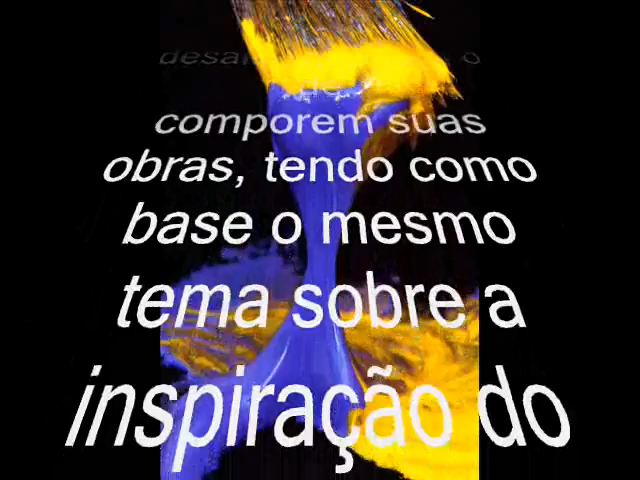 comporem suas
obras, tendo como
base o mesmo
tema sobre a
inspiração do